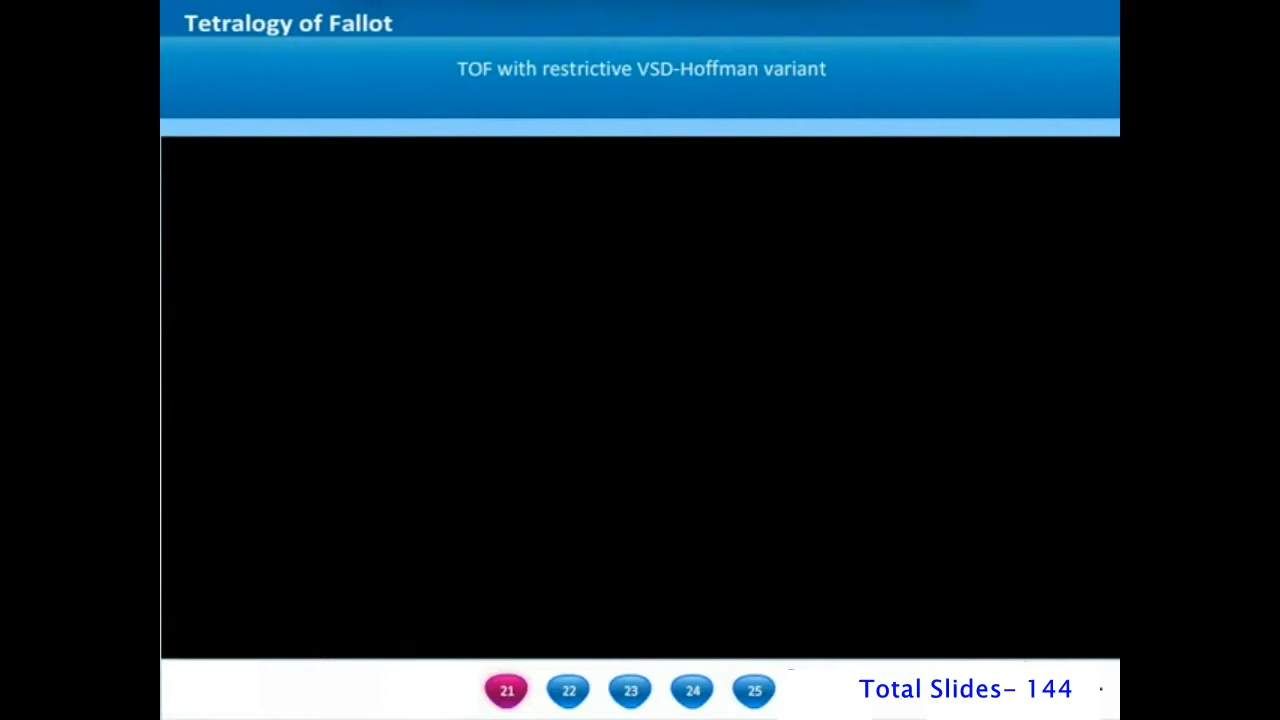 Tetralogy of Fallot
TOF with restrictive VSD-Hoffman variant
21 22 23 24 25
Total Slides- 144